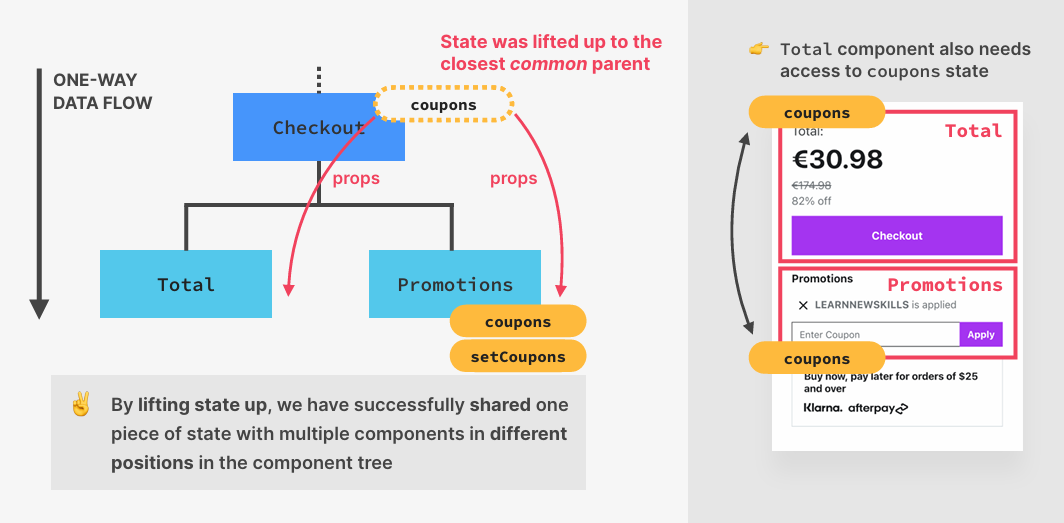 State was lifted up to the
closest common parent
ONE-WAY
DATA FLOW
coupons
Checkout
props
props
Total
Promotions
coupons
setCoupons
By lifting state up, we have successfully shared one
piece of state with multiple components in different
positions in the component tree
Total component also needs
access to coupons state
coupons
Total:
Total
€30.98
€174.98
82% off
Checkout
Promotions
Promotions
LEARNNEWSKILLS is applied
Enter Coupon
Apply
coupons
Buy now, pay later for orders of $25
and over
Klarna. afterpay